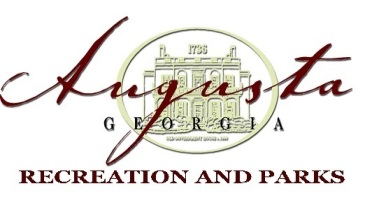 1736
Augusta
GEORGIA
RECREATION AND PARKS